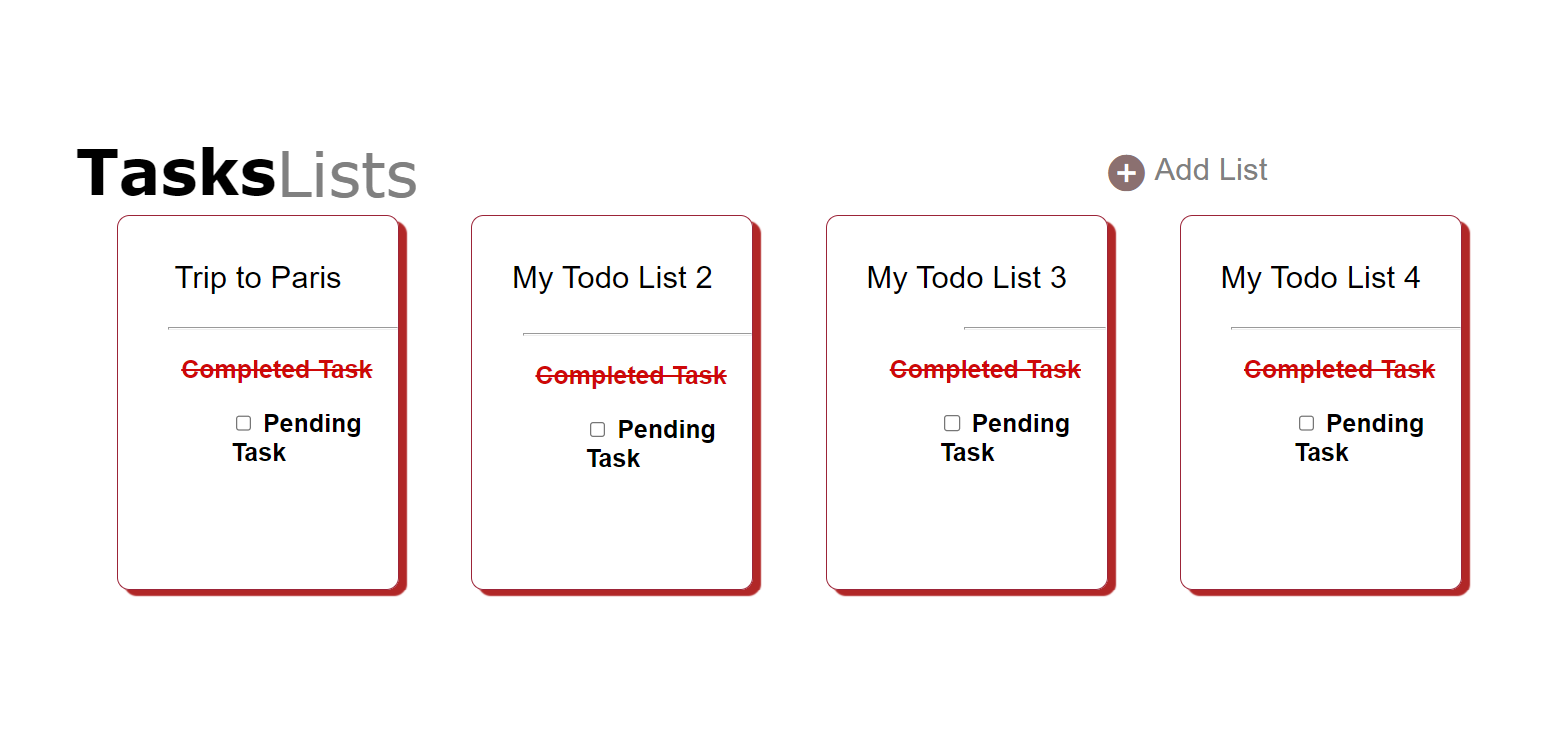 TasksLists
Add List
Trip to Paris
Completed Task
Pending
Task
My Todo List 2
Completed Task
Pending
Task
My Todo List 3
Completed Task
Pending
Task
My Todo List 4
Completed Task
Pending
Task